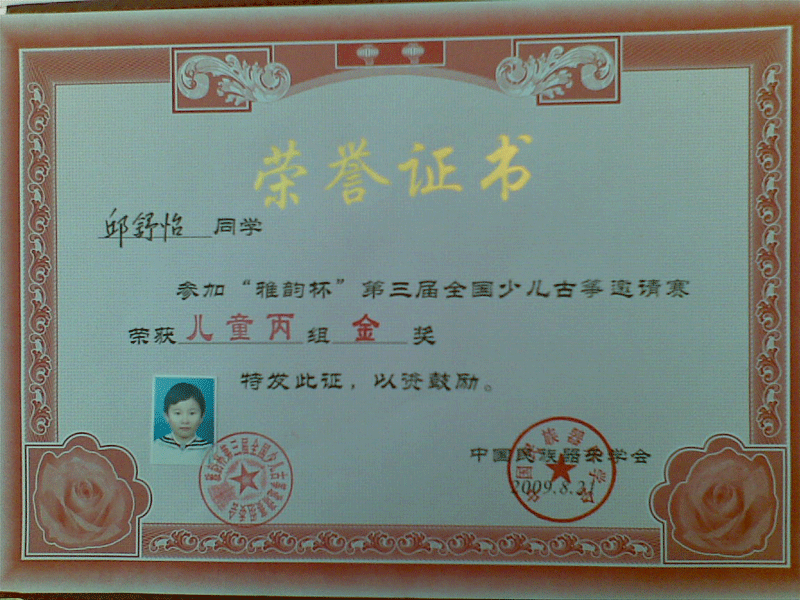 荣誉证书
邱舒怡 同学
参加“雅韵杯”第三届全国少儿古筝邀请赛
荣获儿童丙组 金 奖
特发此证，以资鼓励。
中国民族器乐学会
2009.8.21